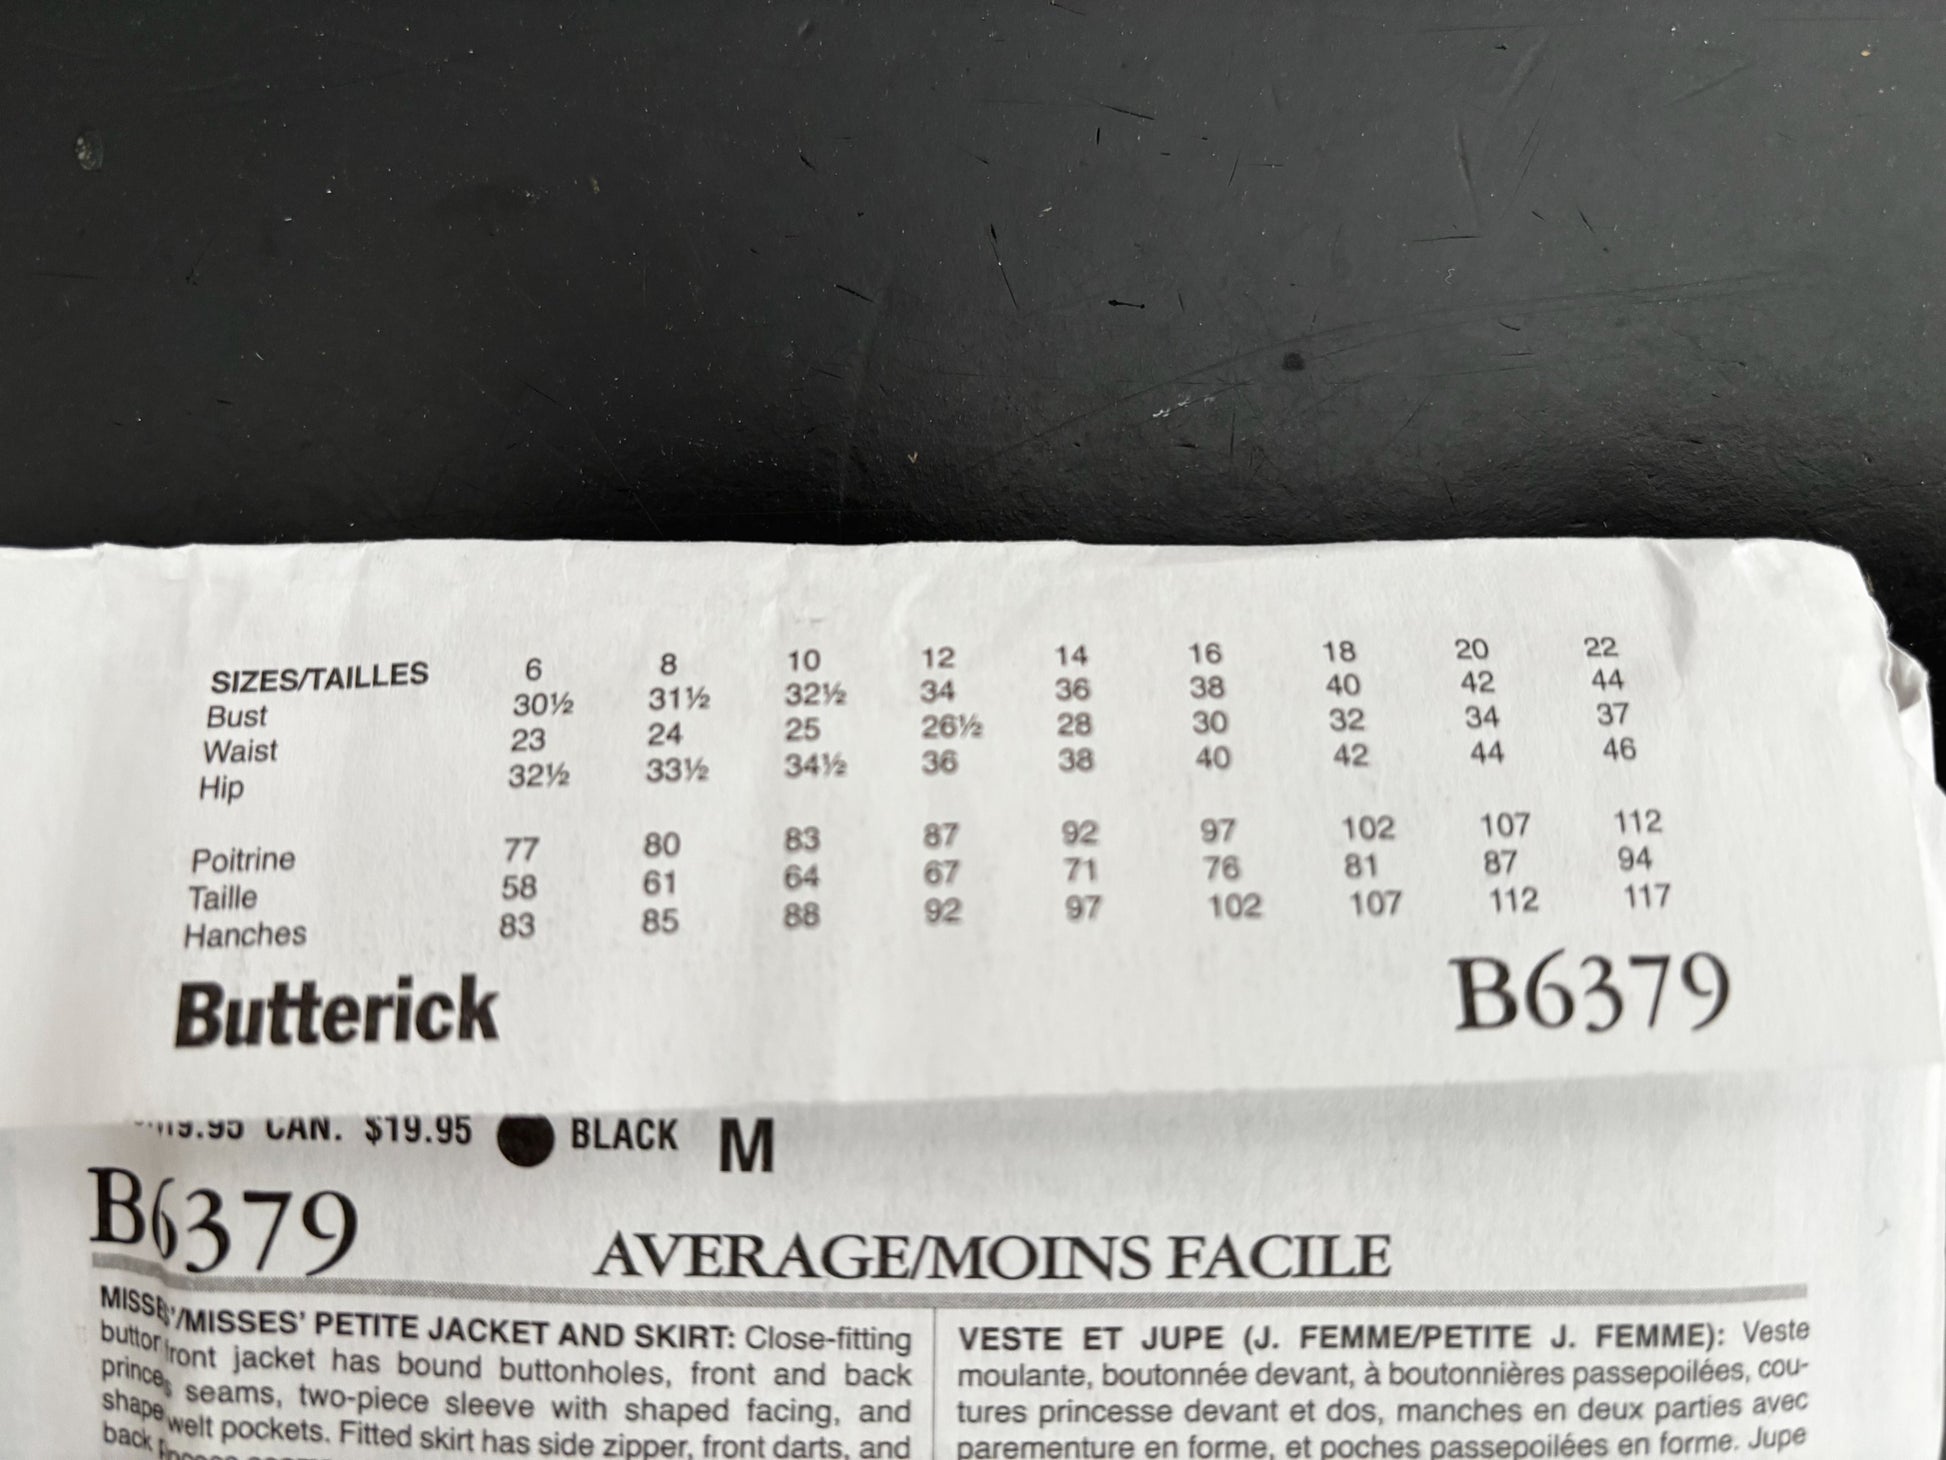 SIZES/TAILLES 6 8 10 12 14 16 18 20 22
Bust 30½ 31½ 32½ 34 36 38 40 42 44
Waist 23 24 25 26½ 28 30 32 34 37
Hip 32½ 33½ 34½ 36 38 40 42 44 46
Poitrine 77 80 83 87 92 97 102 107 112
Taille 58 61 64 67 71 76 81 87 94
Hanches 83 85 88 92 97 102 107 112 117
Butterick B6379
19.95 CAN. $19.95 BLACK M
B6379
AVERAGE/MOINS FACILE
MISSES'/MISSES' PETITE JACKET AND SKIRT: Close-fitting
button front jacket has bound buttonholes, front and back
princess seams, two-piece sleeve with shaped facing, and
shape welt pockets. Fitted skirt has side zipper, front darts, and
back
VESTE ET JUPE (J. FEMME/PETITE J. FEMME): Veste
moulante, boutonnée devant, à boutonnières passepoilées, cou-
tures princesse devant et dos, manches en deux parties avec
parementure en forme, et poches passepoilées en forme. Jupe